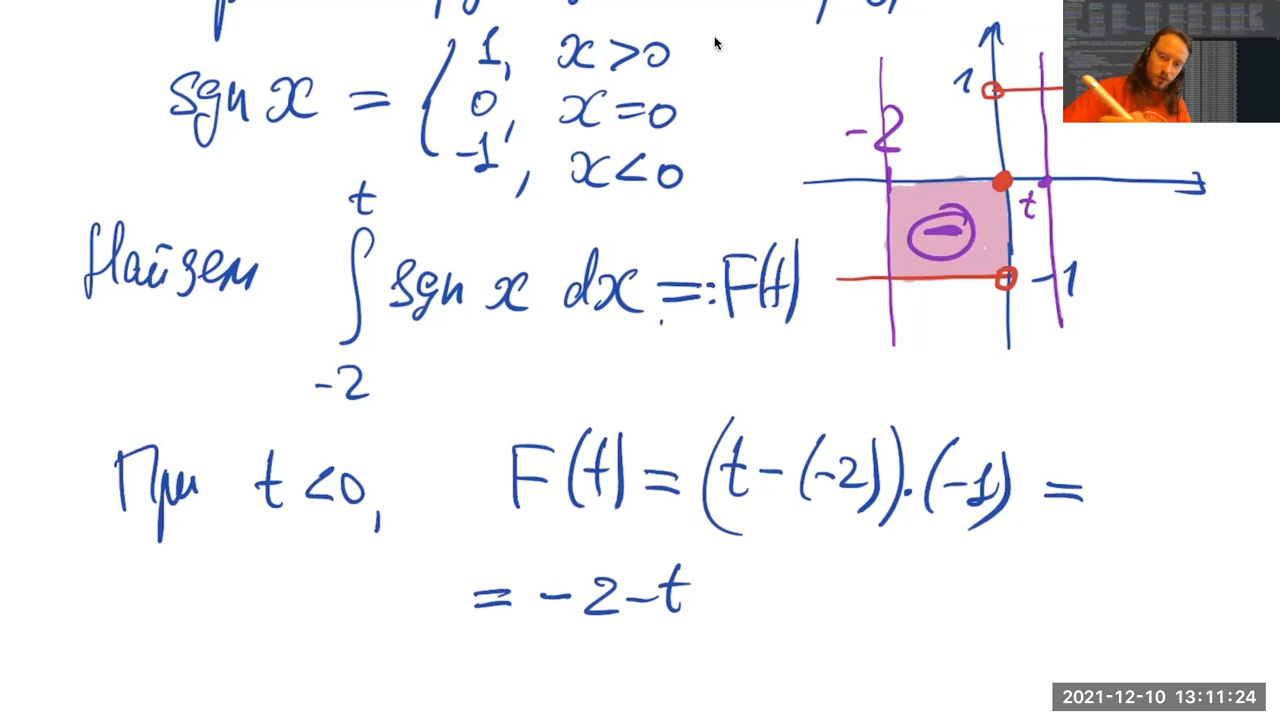 sgn x = { 1, x > 0
0, x = 0
-1, x < 0
Найдем ∫_{-2}^{t} sgn x dx =: F(t)
1
-2
t
-
-1
При t < 0, F(t) = (t - (-2)) · (-1) =
= -2 - t
2021-12-10 13:11:24